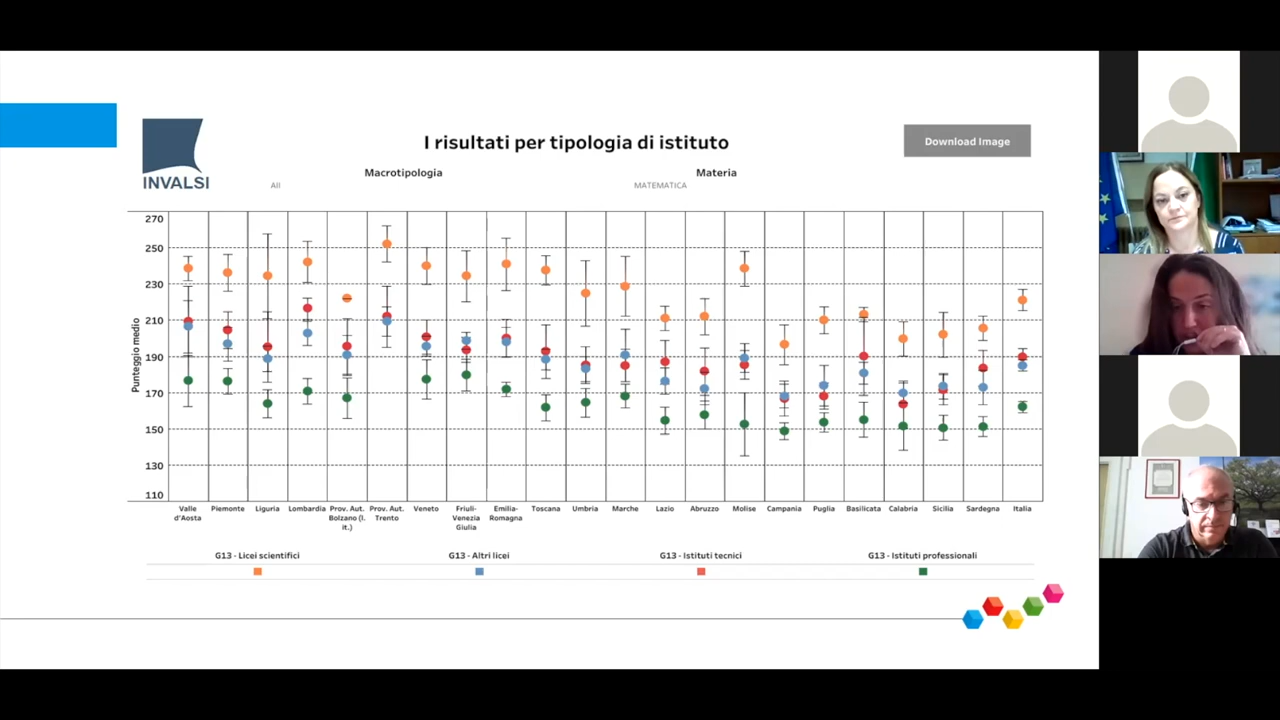 INVALSI
I risultati per tipologia di istituto
Download Image
Macrotipologia
Materia
All
MATEMATICA
Punteggio medio
270
250
230
210
190
170
150
130
110
Valle d'Aosta
Piemonte
Liguria
Lombardia
Prov. Aut. Bolzano (l. it.)
Prov. Aut. Trento
Veneto
Friuli-Venezia Giulia
Emilia-Romagna
Toscana
Umbria
Marche
Lazio
Abruzzo
Molise
Campania
Puglia
Basilicata
Calabria
Sicilia
Sardegna
Italia
G13 - Licei scientifici
G13 - Altri licei
G13 - Istituti tecnici
G13 - Istituti professionali